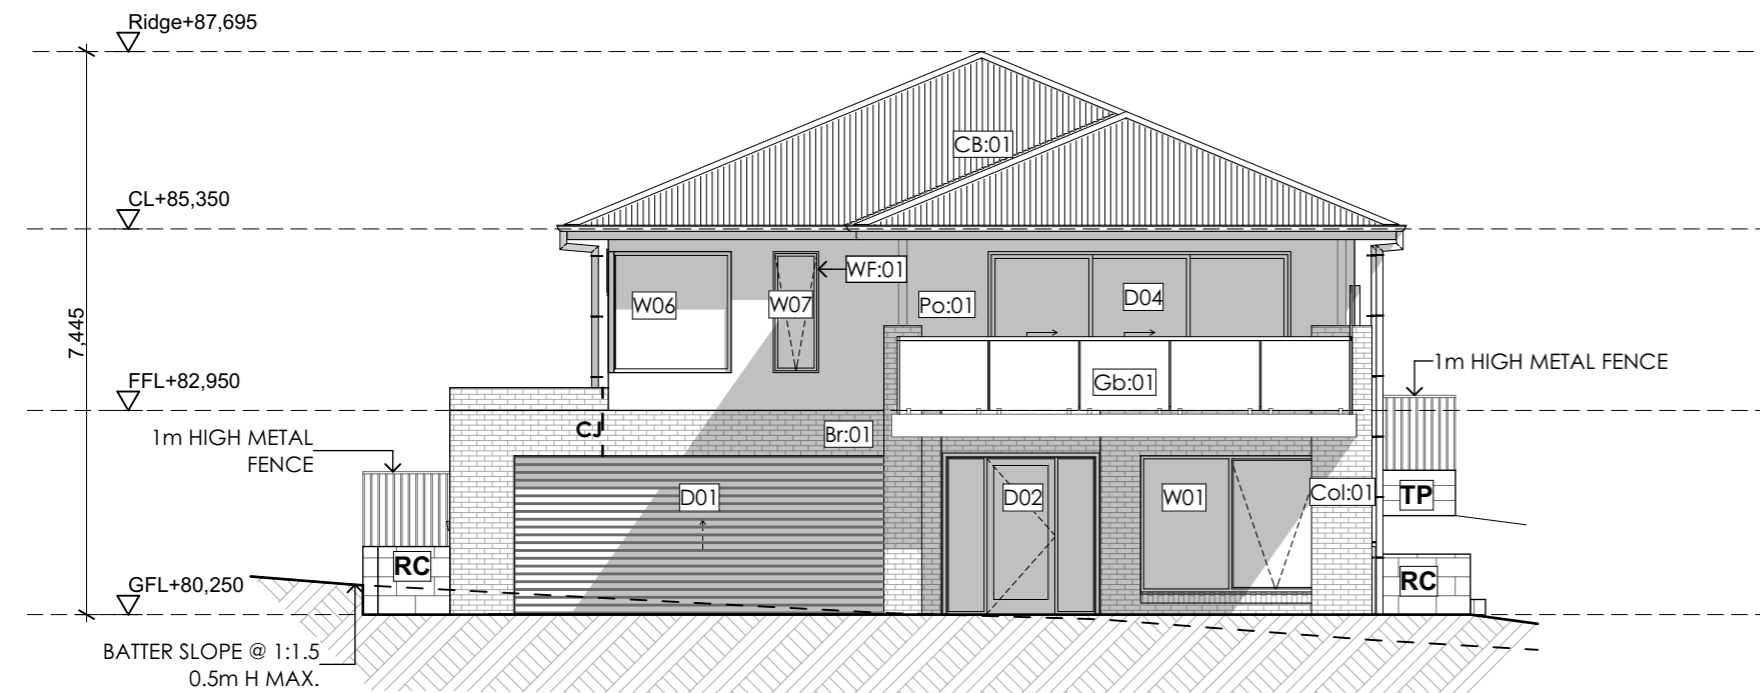 Ridge+87,695
CB:01
CL+85,350
WF:01
W06
W07
Po:01
D04
7,445
1m HIGH METAL FENCE
FFL+82,950
Gb:01
1m HIGH METAL
FENCE
CJ
Br:01
D01
D02
W01
Col:01
TP
RC
RC
GFL+80,250
BATTER SLOPE @ 1:1.5
0.5m H MAX.